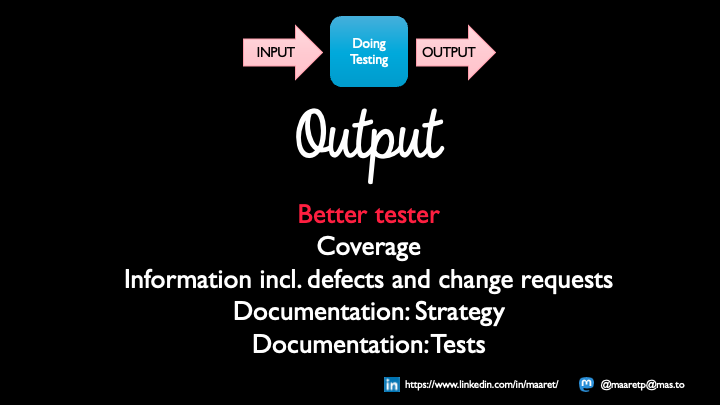 INPUT
Doing
Testing
OUTPUT
Output
Better tester
Coverage
Information incl. defects and change requests
Documentation: Strategy
Documentation: Tests
https://www.linkedin.com/in/maaret/
@maaretp@mas.to